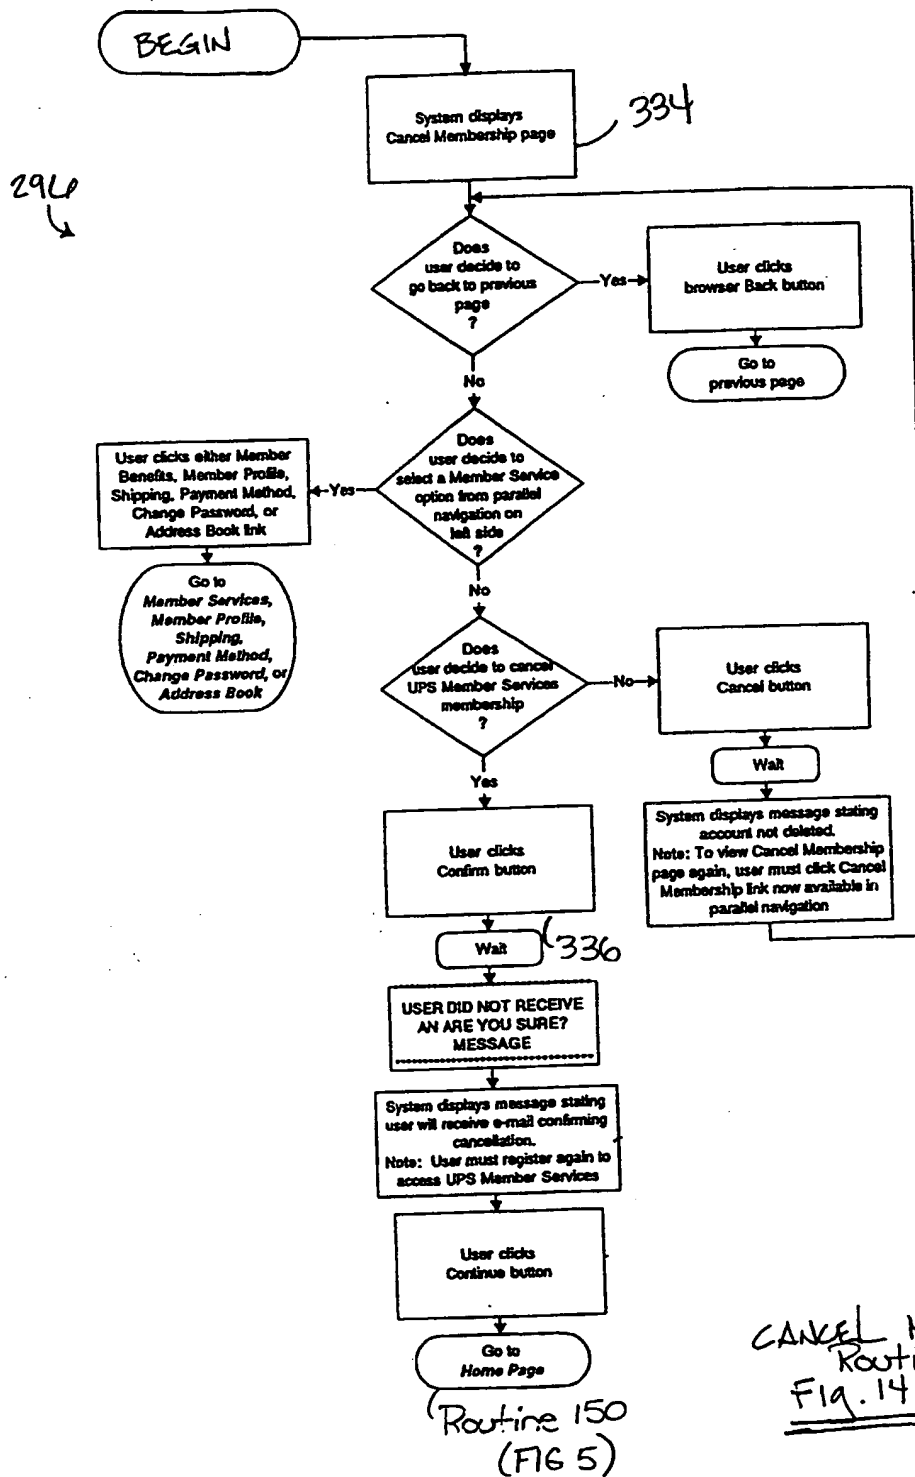 BEGIN
System displays
Cancel Membership page
334
296
Does
user decide to
go back to previous
page
?
Yes
User clicks
browser Back button
Go to
previous page
No
Does
user decide to
select a Member Service
option from parallel
navigation on
left side
?
Yes
User clicks either Member
Benefits, Member Profile,
Shipping, Payment Method,
Change Password, or
Address Book link
Go to
Member Services,
Member Profile,
Shipping,
Payment Method,
Change Password, or
Address Book
No
Does
user decide to cancel
UPS Member Services
membership
?
No
User clicks
Cancel button
Wait
System displays message stating
account not deleted.
Note: To view Cancel Membership
page again, user must click Cancel
Membership link now available in
parallel navigation
Yes
User clicks
Confirm button
Wait
336
USER DID NOT RECEIVE
AN ARE YOU SURE?
MESSAGE
System displays message stating
user will receive e-mail confirming
cancellation.
Note: User must register again to
access UPS Member Services
User clicks
Continue button
Go to
Home Page
Routine 150
(FIG 5)
CANCEL
Fig. 14